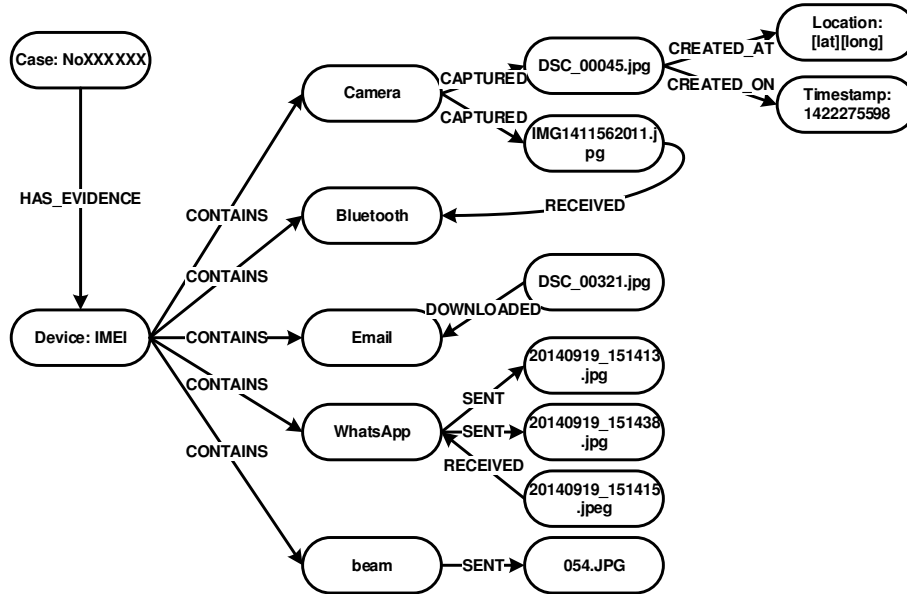 Case: NoXXXXXX
HAS_EVIDENCE
Device: IMEI
CONTAINS
CONTAINS
CONTAINS
CONTAINS
CONTAINS
Camera
Bluetooth
Email
WhatsApp
beam
CAPTURED
CAPTURED
RECEIVED
DOWNLOADED
SENT
SENT
RECEIVED
SENT
DSC_00045.jpg
IMG1411562011.j
pg
DSC_00321.jpg
20140919_151413
.jpg
20140919_151438
.jpg
20140919_151415
.jpeg
054.JPG
CREATED_AT
CREATED_ON
Location:
[lat][long]
Timestamp:
1422275598